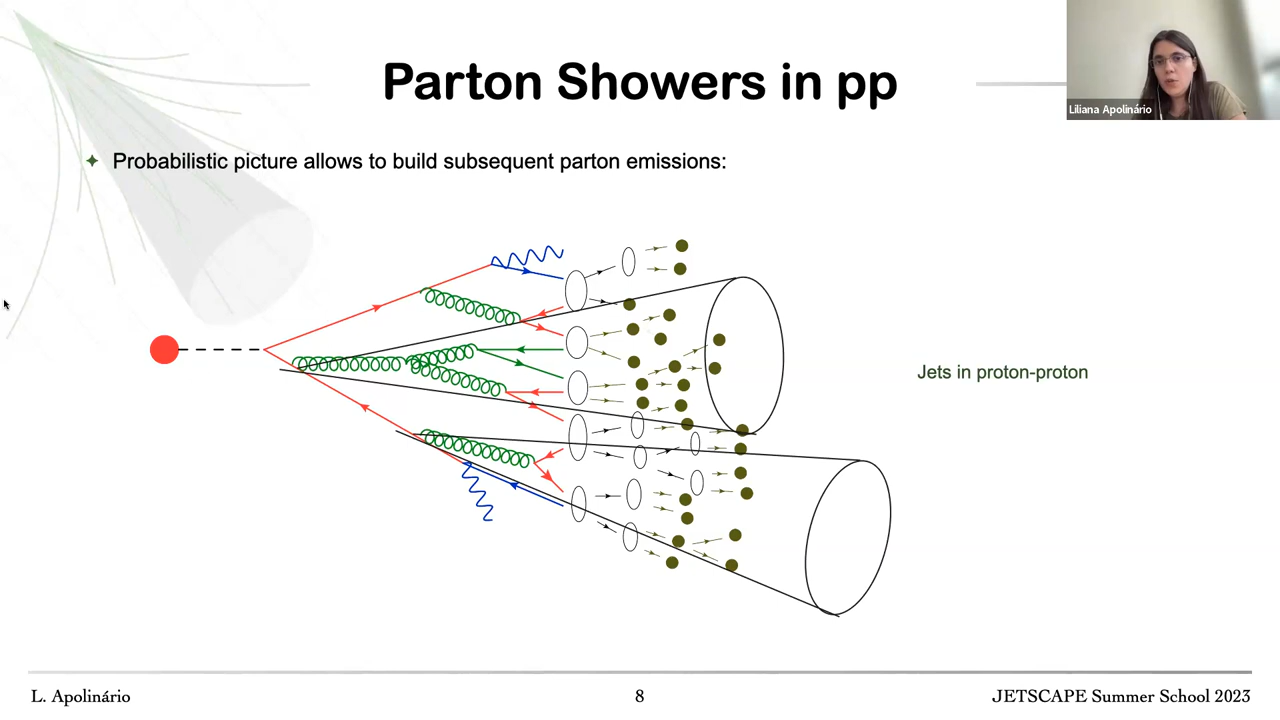 Parton Showers in pp
Liliana Apolinário
✦ Probabilistic picture allows to build subsequent parton emissions:
Jets in proton-proton
L. Apolinário
8
JETSCAPE Summer School 2023